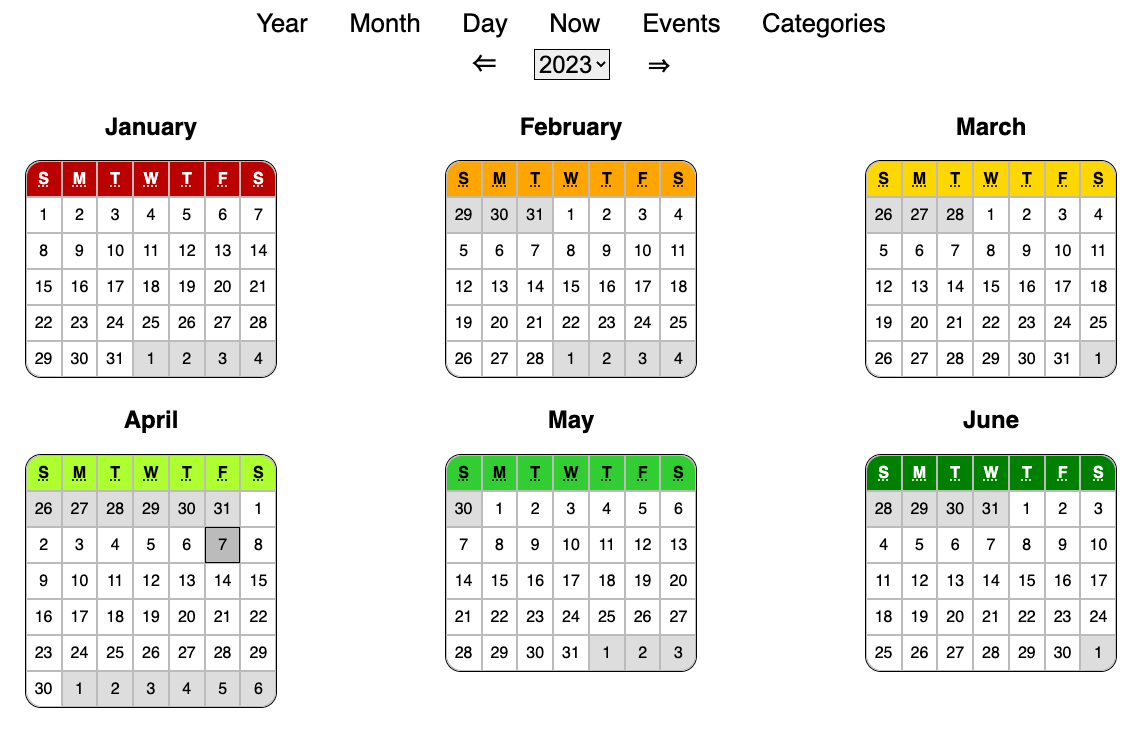 Year Month Day Now Events Categories
⇐ 2023 ⇒
January February March
S M T W T F S S M T W T F S S M T W T F S
1 2 3 4 5 6 7 29 30 31 1 2 3 4 26 27 28 1 2 3 4
8 9 10 11 12 13 14 5 6 7 8 9 10 11 5 6 7 8 9 10 11
15 16 17 18 19 20 21 12 13 14 15 16 17 18 12 13 14 15 16 17 18
22 23 24 25 26 27 28 19 20 21 22 23 24 25 19 20 21 22 23 24 25
29 30 31 1 2 3 4 26 27 28 1 2 3 4 26 27 28 29 30 31 1
April May June
S M T W T F S S M T W T F S S M T W T F S
26 27 28 29 30 31 1 30 1 2 3 4 5 6 28 29 30 31 1 2 3
2 3 4 5 6 7 8 7 8 9 10 11 12 13 4 5 6 7 8 9 10
9 10 11 12 13 14 15 14 15 16 17 18 19 20 11 12 13 14 15 16 17
16 17 18 19 20 21 22 21 22 23 24 25 26 27 18 19 20 21 22 23 24
23 24 25 26 27 28 29 28 29 30 31 1 2 3 25 26 27 28 29 30 1
30 1 2 3 4 5 6